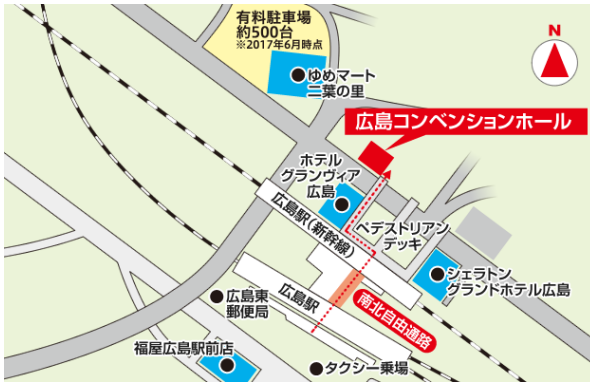 有料駐車場
約500台
※2017年6月時点
ゆめマート
二葉の里
N
広島コンベンションホール
ホテル
グランヴィア
広島
広島駅(新幹線)
ペデストリアン
デッキ
シェラトン
グランドホテル広島
広島駅
南北自由通路
広島東
郵便局
福屋広島駅前店
タクシー乗場